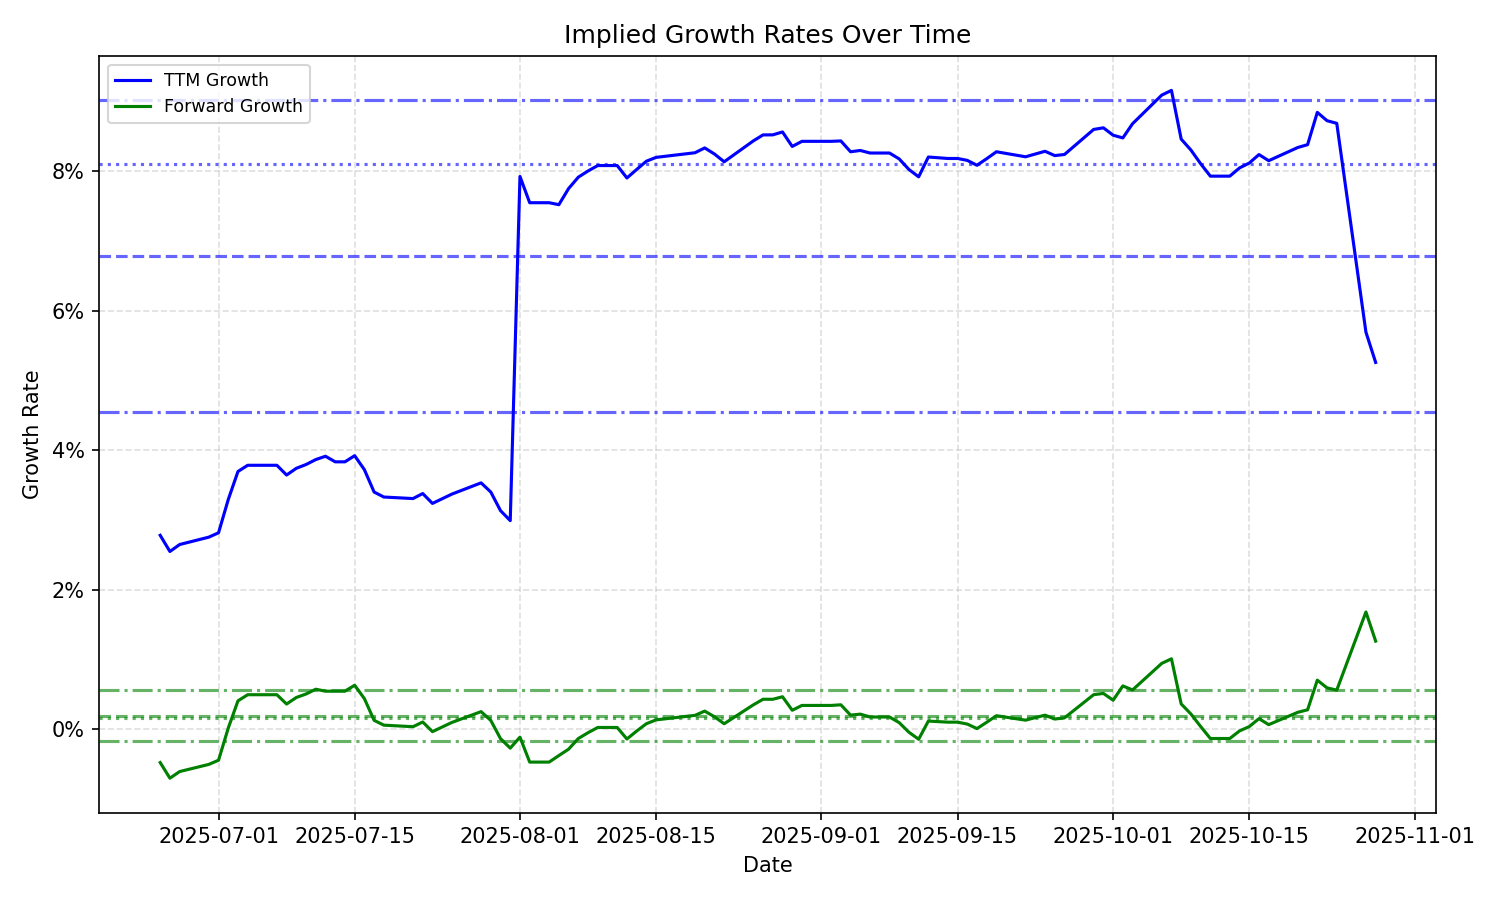 Implied Growth Rates Over Time
TTM Growth
Forward Growth
8%
6%
4%
2%
0%
Growth Rate
2025-07-01 2025-07-15 2025-08-01 2025-08-15 2025-09-01 2025-09-15 2025-10-01 2025-10-15 2025-11-01
Date